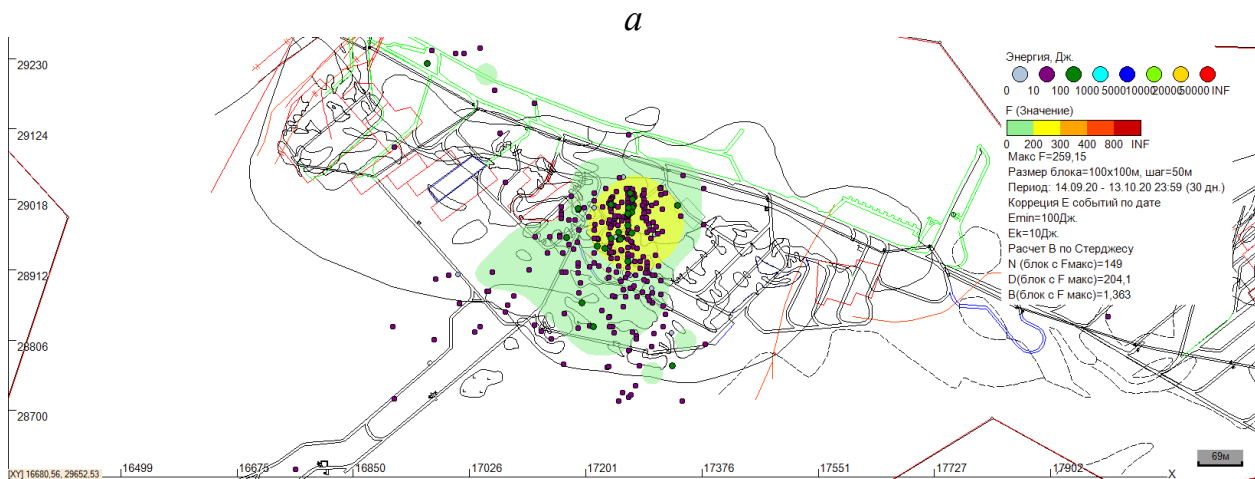 а
Энергия, Дж.
0 10 100 1000 5000 10000 20000 50000 INF
F (Значение)
0 200 300 400 800 INF
Макс F=259,15
Размер блока=100x100м, шаг=50м
Период: 14.09.20 - 13.10.20 23:59 (30 дн.)
Коррекция Е событий по дате
Emin=100Дж.
Ek=10Дж.
Расчет В по Стерджесу
N (блок с Fмакс)=149
D(блок с F макс)=204,1
B(блок с F макс)=1,363
29230
29124
29018
28912
28806
28700
[XY] 16680,56, 29652.53
16499 16675 16850 17026 17201 17376 17551 17727 17902 X
69м